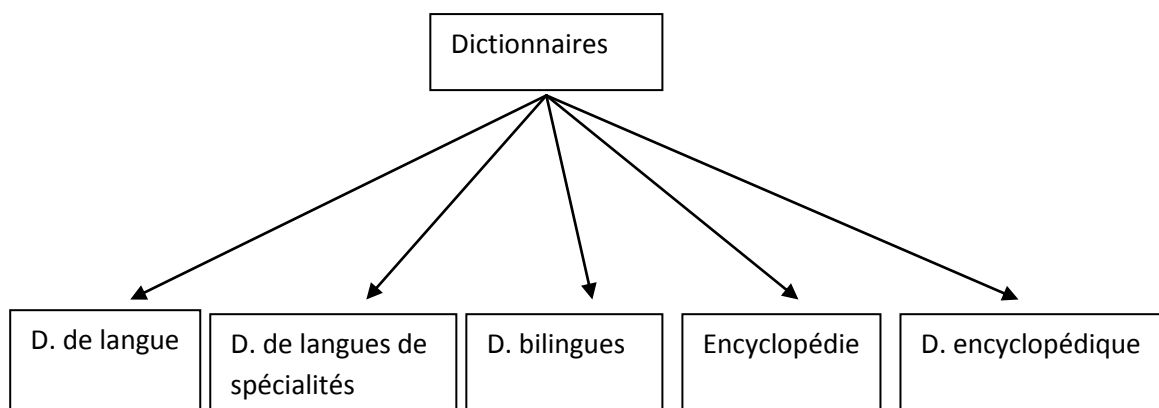 Dictionnaires
D. de langue
D. de langues de
spécialités
D. bilingues
Encyclopédie
D. encyclopédique